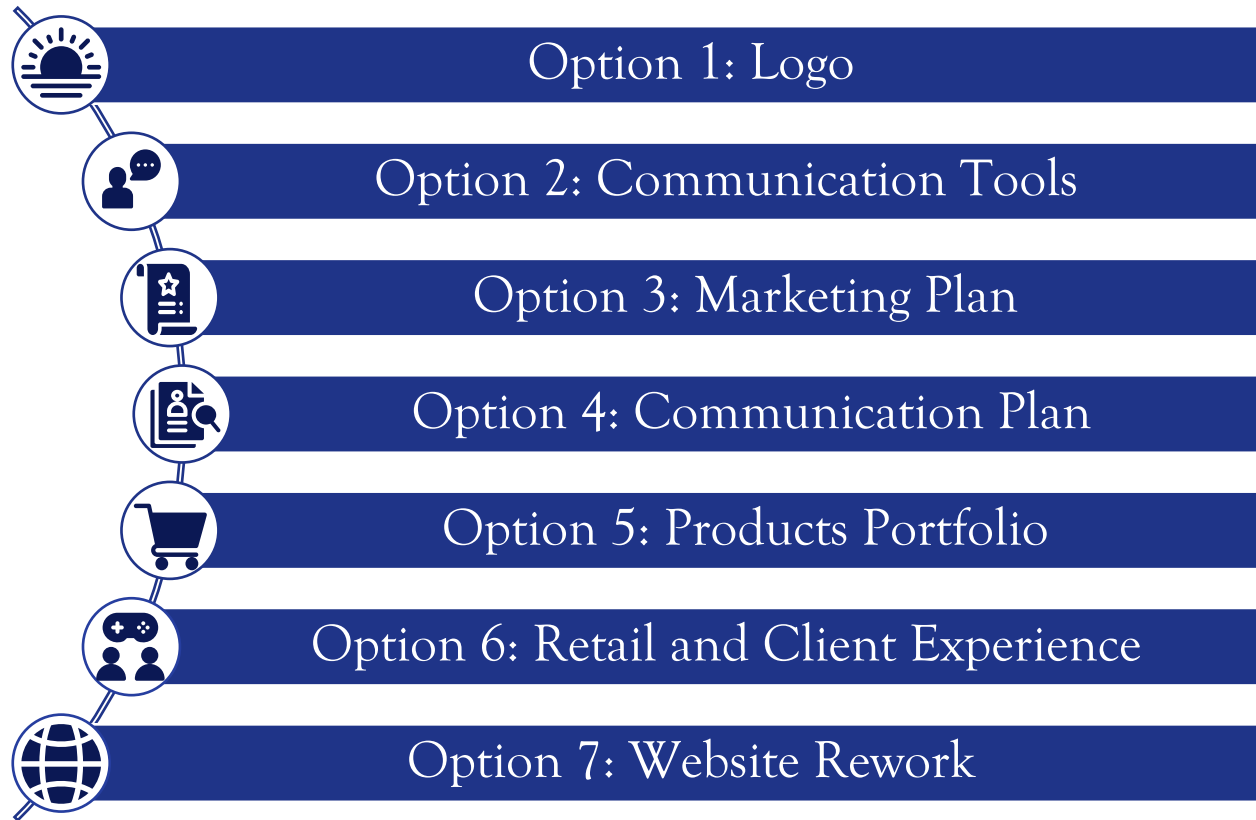 Option 1: Logo
Option 2: Communication Tools
Option 3: Marketing Plan
Option 4: Communication Plan
Option 5: Products Portfolio
Option 6: Retail and Client Experience
Option 7: Website Rework